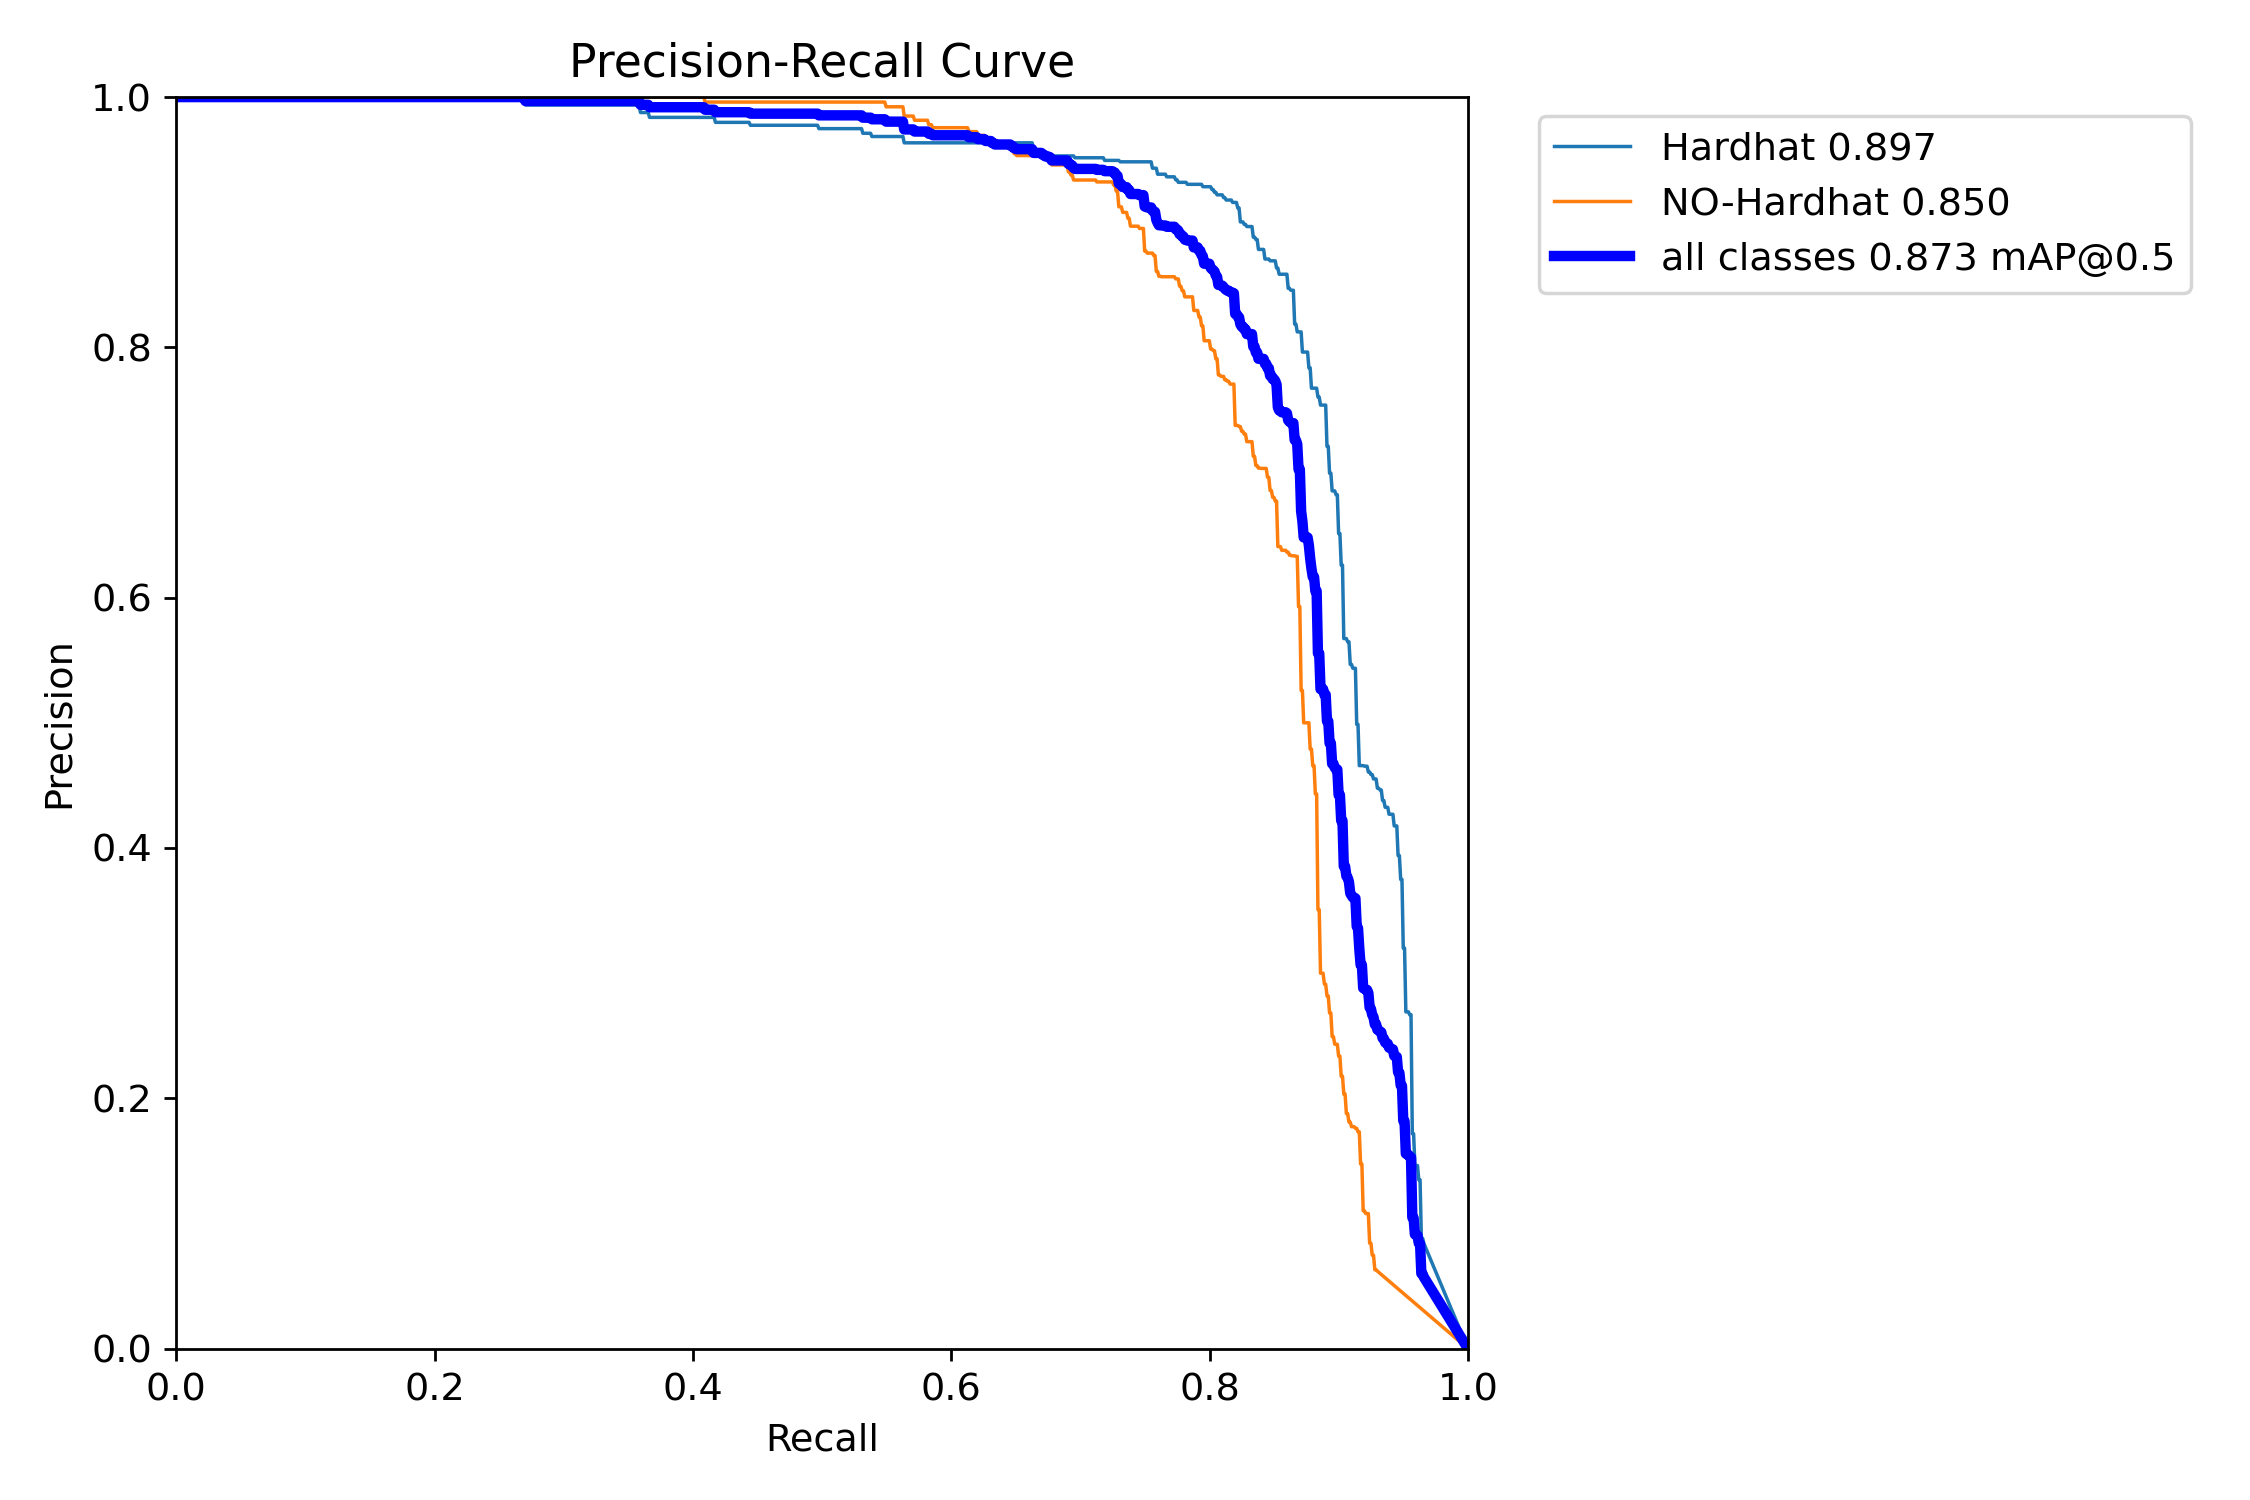 Precision-Recall Curve
1.0
0.8
0.6
0.4
0.2
0.0
Precision
0.0 0.2 0.4 0.6 0.8 1.0
Recall
Hardhat 0.897
NO-Hardhat 0.850
all classes 0.873 mAP@0.5